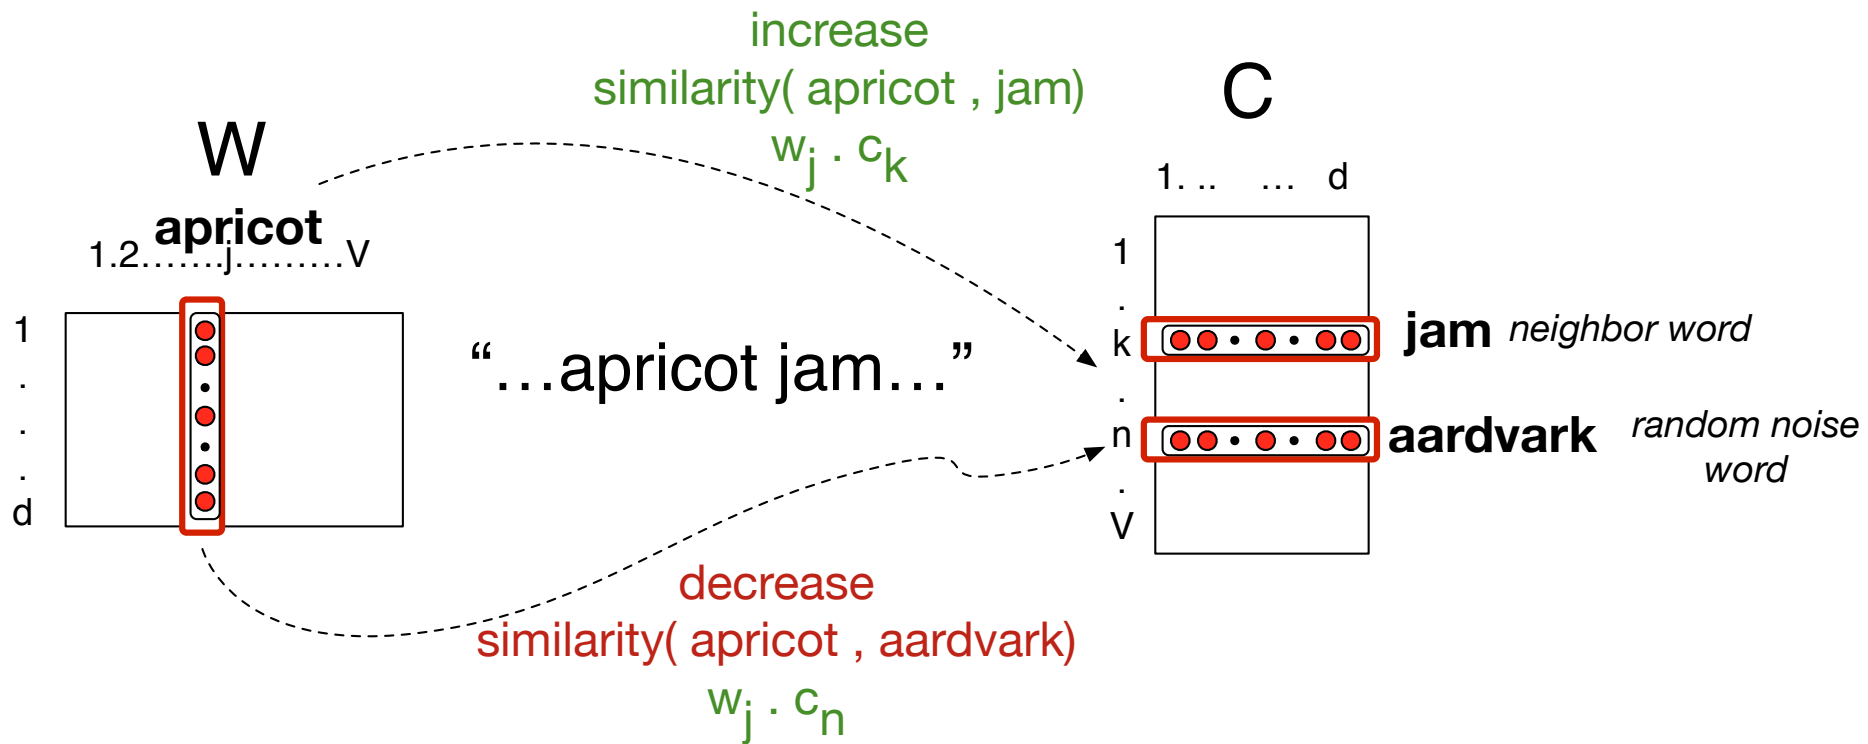 increase
similarity( apricot , jam)
wj . ck
W
apricot
1.2.......j.........V
1
.
.
.
d
“…apricot jam…”
C
1. .. … d
1
.
k
.
n
.
V
jam neighbor word
aardvark random noise
word
decrease
similarity( apricot , aardvark)
wj . cn